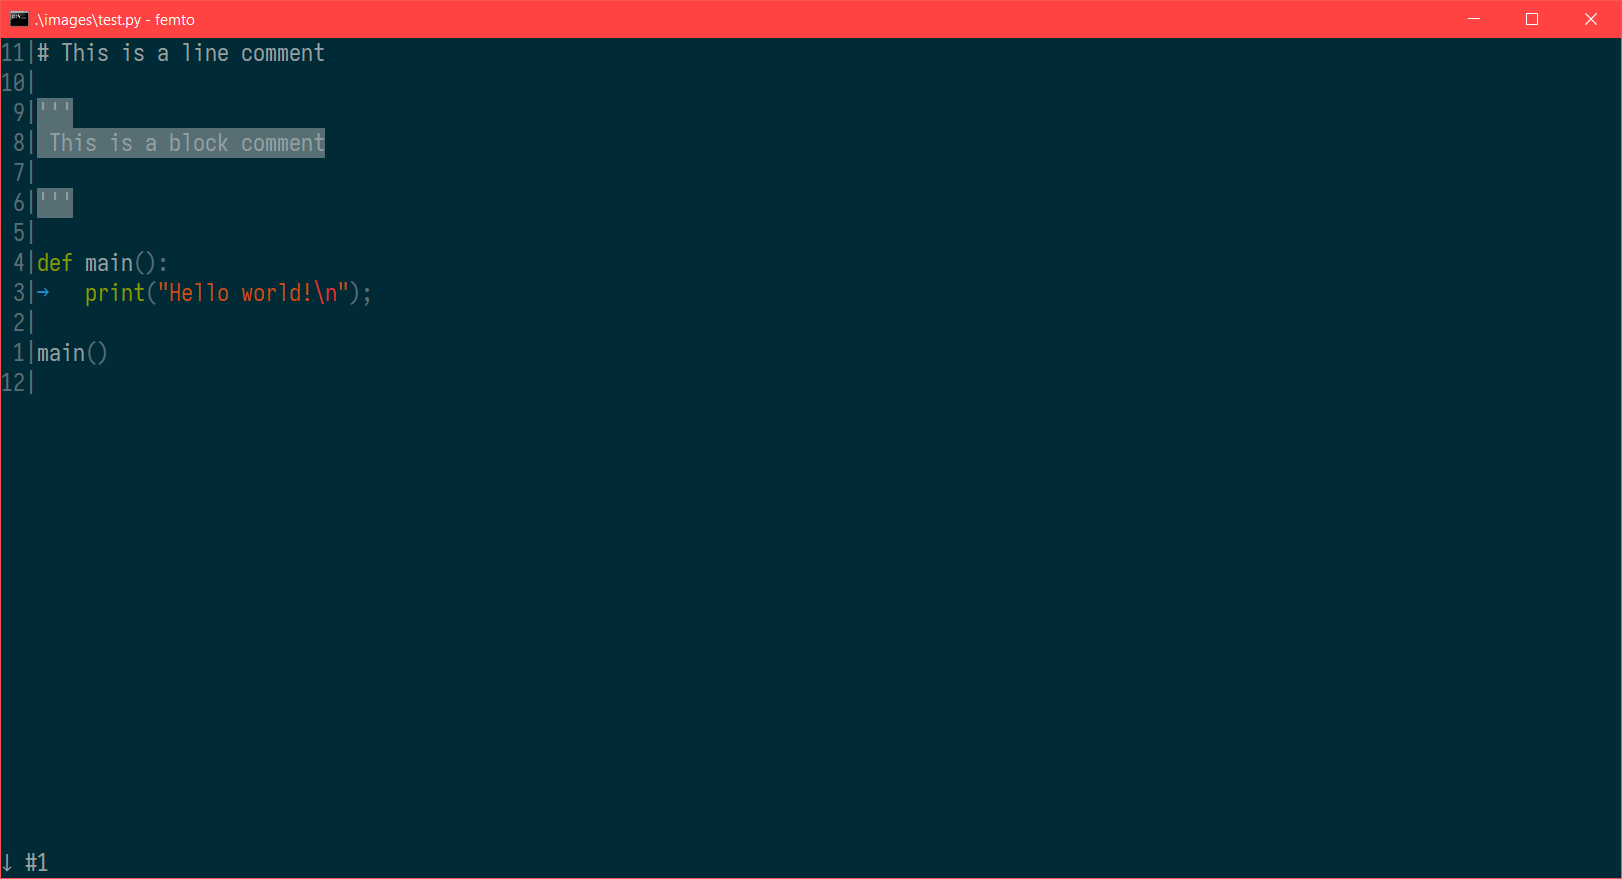 .\images\test.py - femto
11|# This is a line comment
10|
 9|'''
 8| This is a block comment
 7|
 6|'''
 5|
 4|def main():
 3|→   print("Hello world!\n");
 2|
 1|main()
12|
↓ #1